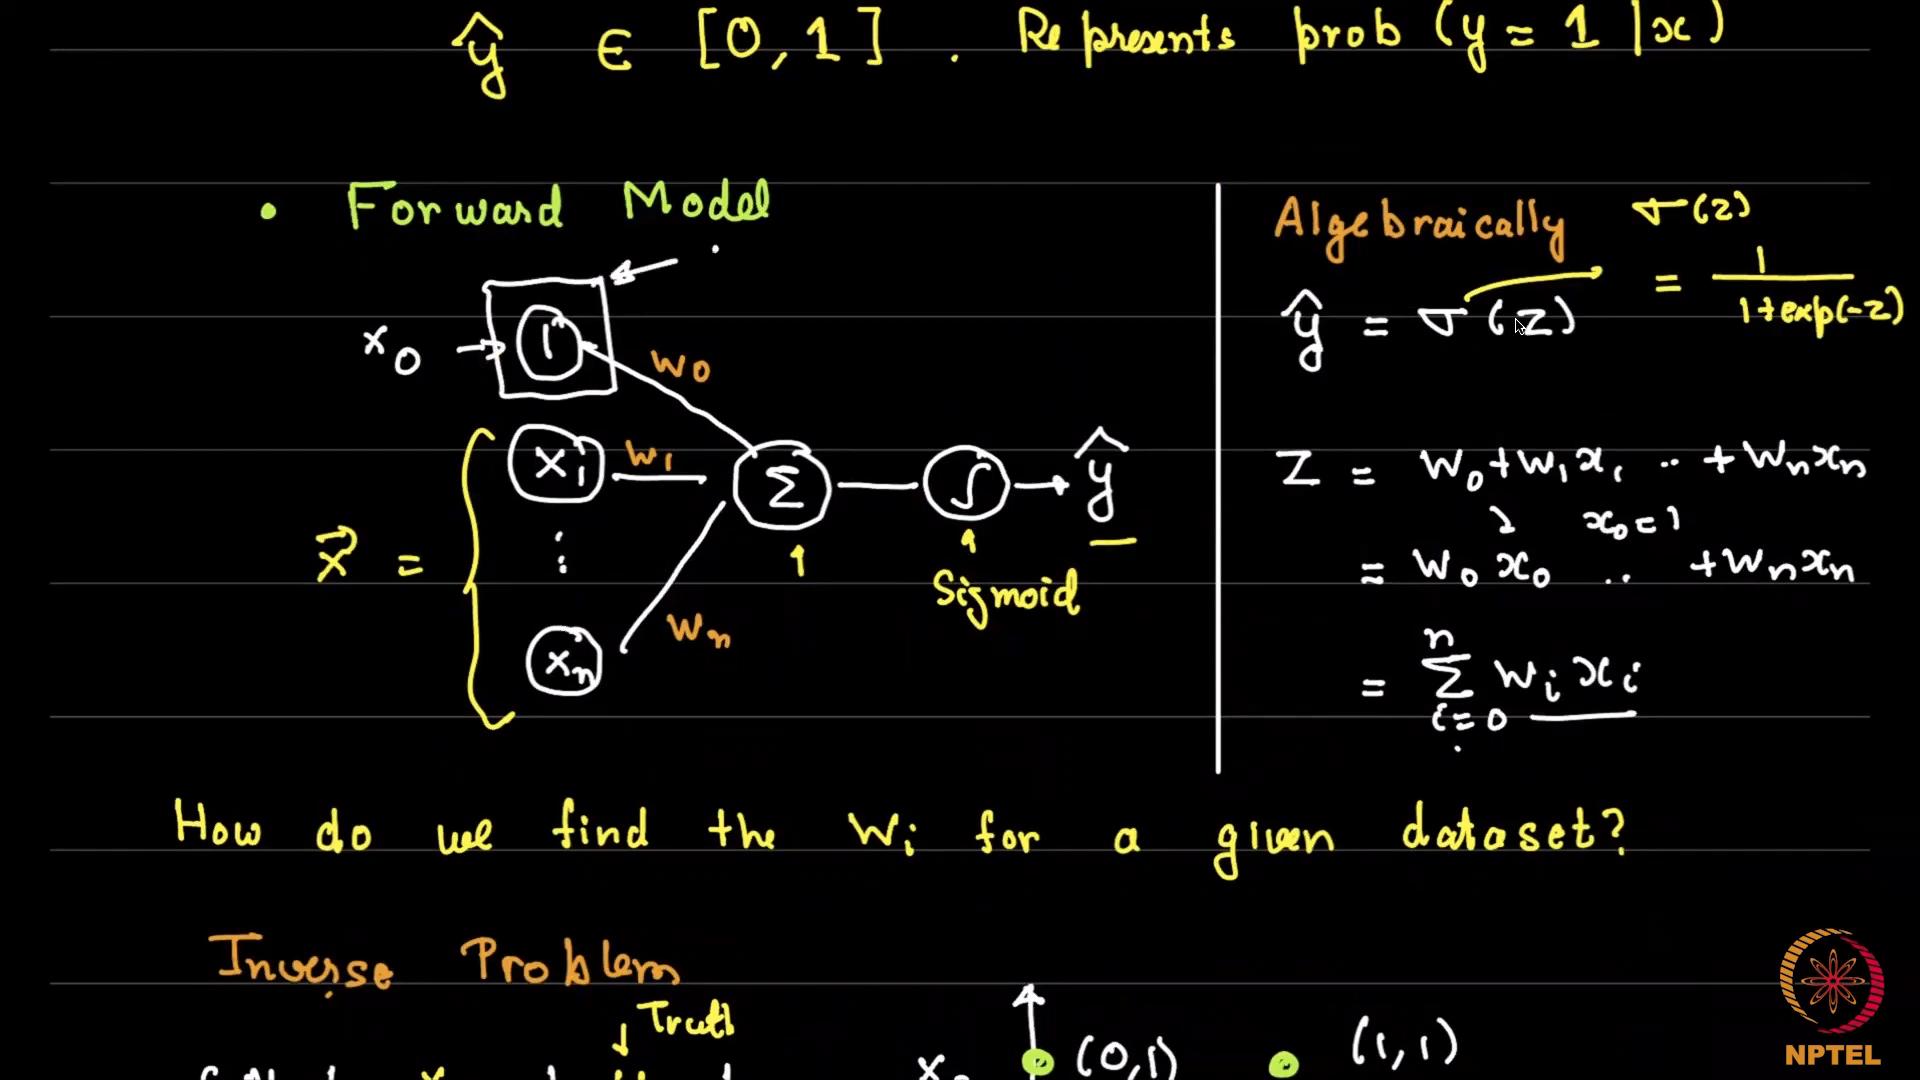 ŷ ∈ [0,1]. Represents prob (y = 1 | x)
• Forward Model
x₀ → 1
w₀
xᵢ
w₁
Σ
∫ → ŷ
x⃗ =
⋮
Sigmoid
wₙ
xₙ
Algebraically
σ(z) = 1 / 1+exp(-z)
ŷ = σ(z)
z = w₀ + w₁x₁ .. + wₙxₙ
, x₀ = 1
= w₀x₀ .. + wₙxₙ
= Σ wᵢxᵢ
n
i = 0
How do we find the wᵢ for a given dataset?
Inverse Problem
↓ Truth
(0,1)
(1,1)
NPTEL